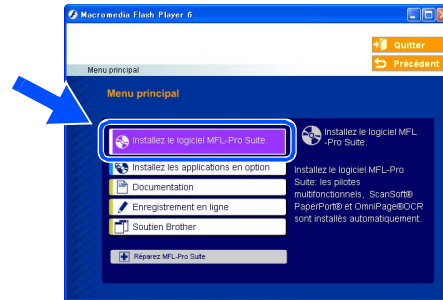 Macromedia Flash Player 6
Quitter
Précédent
Menu principal
Menu principal
Installez le logiciel MFL-Pro Suite.
Installez les applications en option
Documentation
Enregistrement en ligne
Soutien Brother
Réparez MFL-Pro Suite
Installez le logiciel MFL
-Pro Suite.
Installez le logiciel MFL-Pro
Suite: les pilotes
multifonctionnels, ScanSoft®
PaperPort® et OmniPage®OCR
sont installés automatiquement.